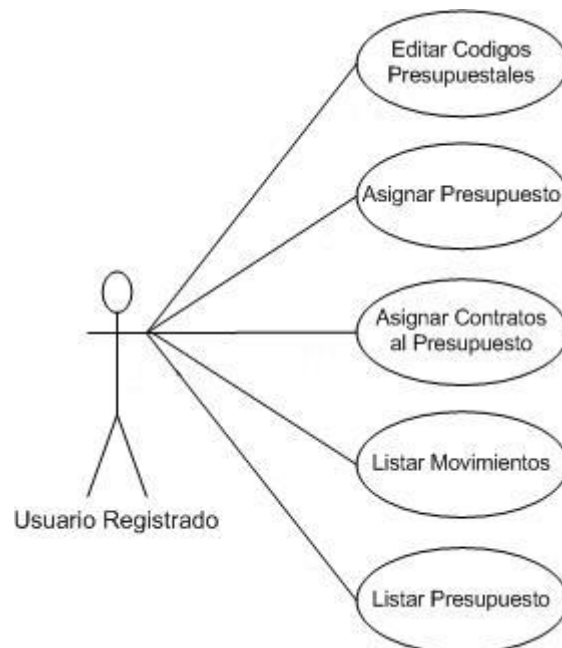 Editar Codigos
Presupuestales
Asignar Presupuesto
Asignar Contratos
al Presupuesto
Listar Movimientos
Usuario Registrado
Listar Presupuesto